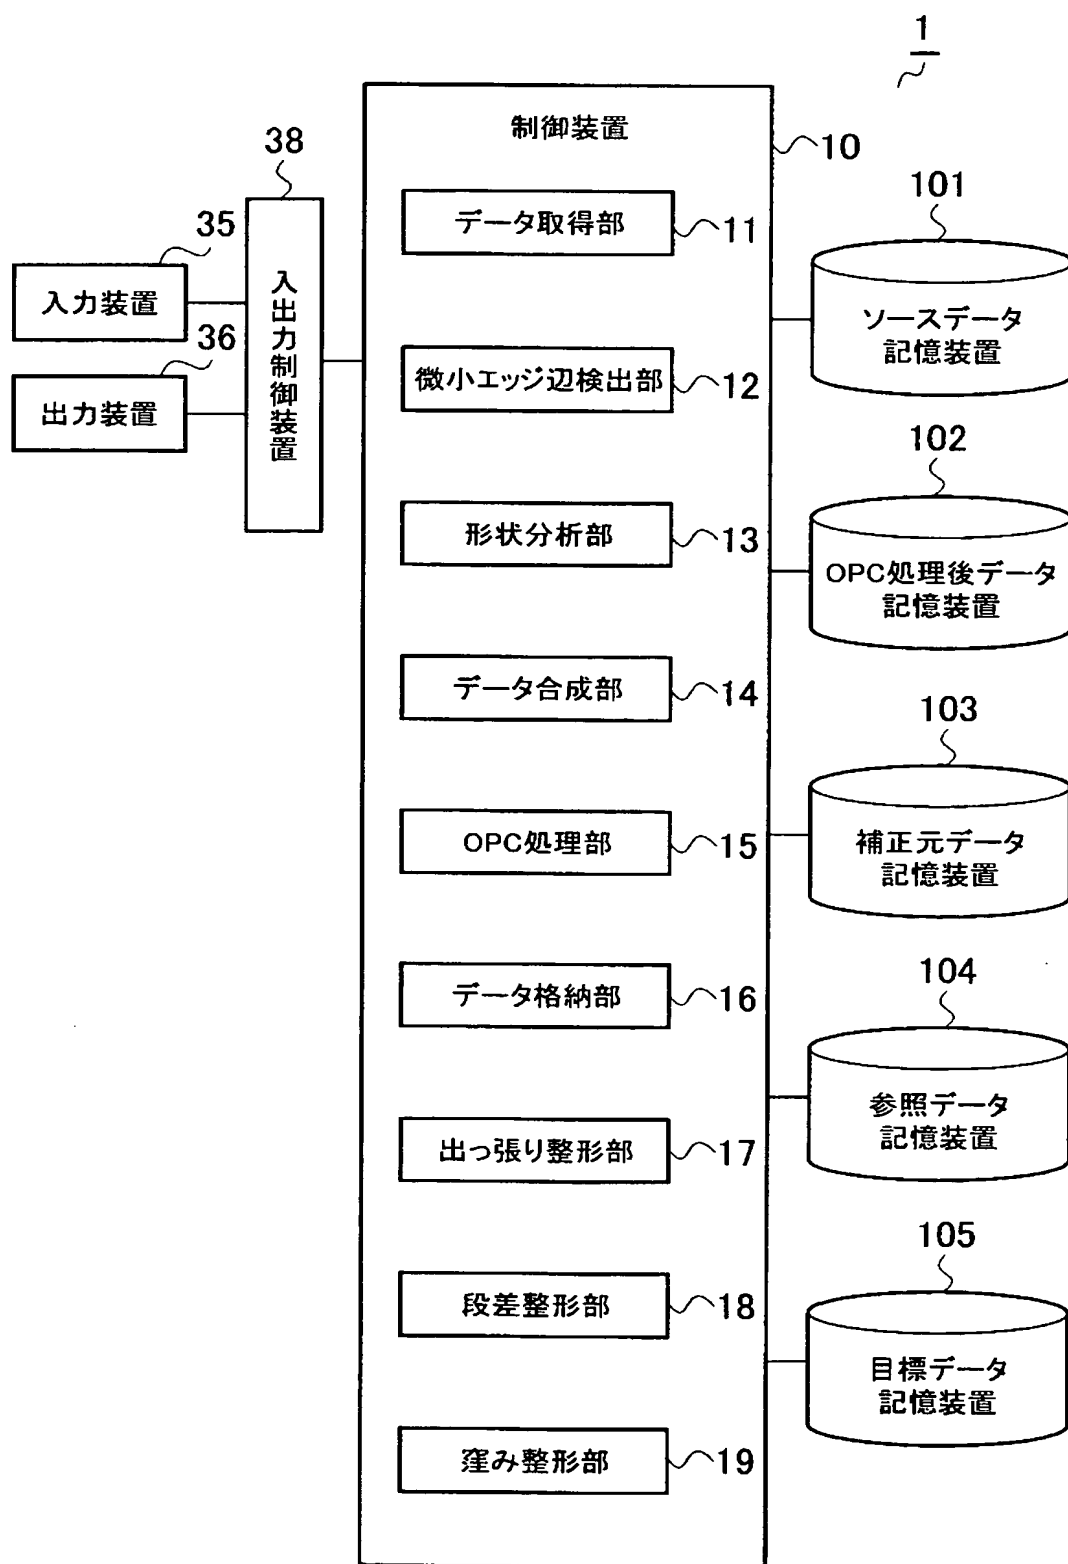 1
制御装置
10
38
入出力制御装置
35
入力装置
36
出力装置
データ取得部
11
微小エッジ辺検出部
12
形状分析部
13
データ合成部
14
OPC処理部
15
データ格納部
16
出っ張り整形部
17
段差整形部
18
窪み整形部
19
101
ソースデータ
記憶装置
102
OPC処理後データ
記憶装置
103
補正元データ
記憶装置
104
参照データ
記憶装置
105
目標データ
記憶装置